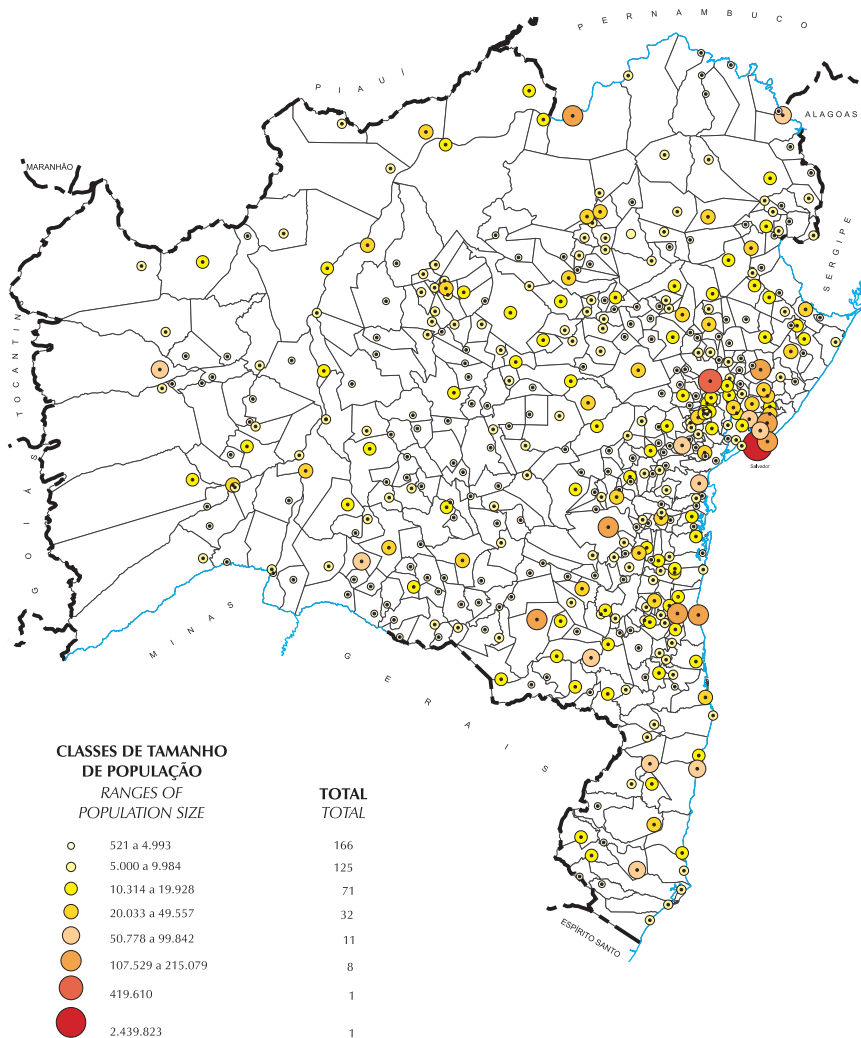 PERNAMBUCO
PIAUÍ
ALAGOAS
MARANHÃO
SERGIPE
TOCANTIN
Salvador
GOIÁS
MINAS
GERAIS
CLASSES DE TAMANHO
DE POPULAÇÃO
RANGES OF
POPULATION SIZE
TOTAL
TOTAL
521 a 4.993 166
5.000 a 9.984 125
10.314 a 19.928 71
20.033 a 49.557 32
50.778 a 99.842 11
107.529 a 215.079 8
419.610 1
2.439.823 1
ESPÍRITO SANTO